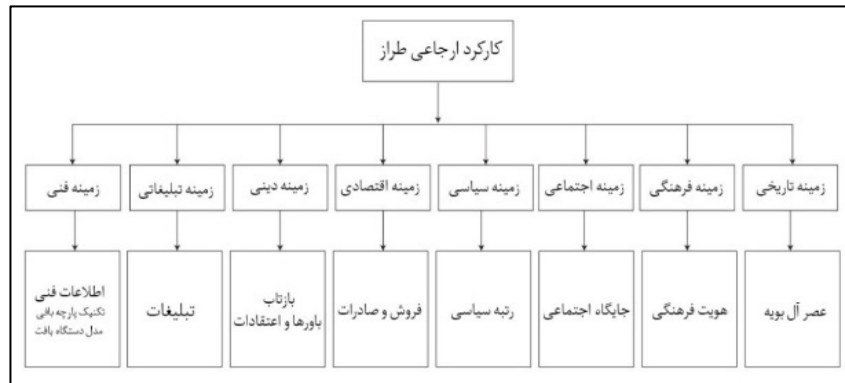 کارکرد ارجاعی طراز
زمینه تاریخی
زمینه فرهنگی
زمینه اجتماعی
زمینه سیاسی
زمینه اقتصادی
زمینه دینی
زمینه تبلیغاتی
زمینه فنی
عصر آل بویه
هویت فرهنگی
جایگاه اجتماعی
رتبه سیاسی
فروش و صادرات
بازتاب
باورها و اعتقادات
تبلیغات
اطلاعات فنی
تکنیک پارچه بافی
مدل دستگاه بافت